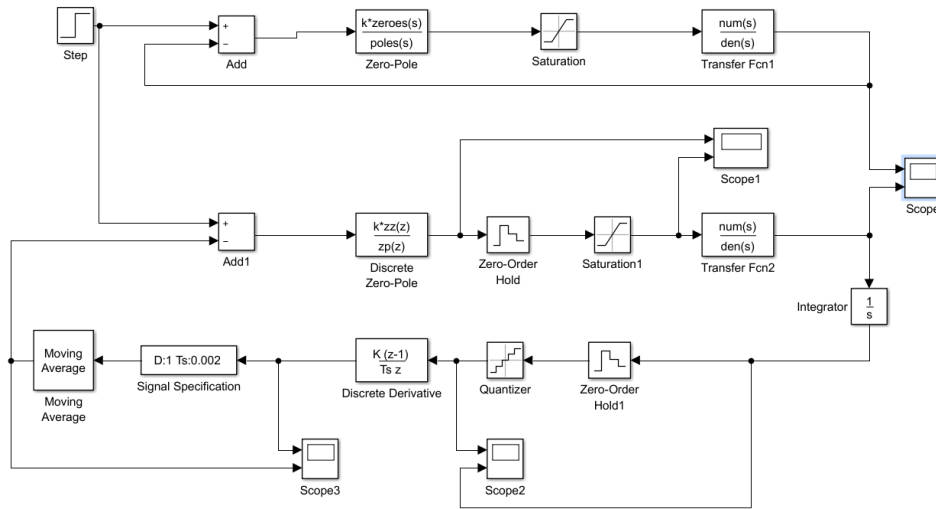 Step
+
−
Add
k*zeroes(s)
poles(s)
Zero-Pole
Saturation
num(s)
den(s)
Transfer Fcn1
Scope1
Scope
+
−
Add1
k*zz(z)
zp(z)
Discrete
Zero-Pole
Zero-Order
Hold
Saturation1
num(s)
den(s)
Transfer Fcn2
Integrator
1
s
Moving
Average
Moving
Average
D:1 Ts:0.002
Signal Specification
K (z-1)
Ts z
Discrete Derivative
Quantizer
Zero-Order
Hold1
Scope3
Scope2